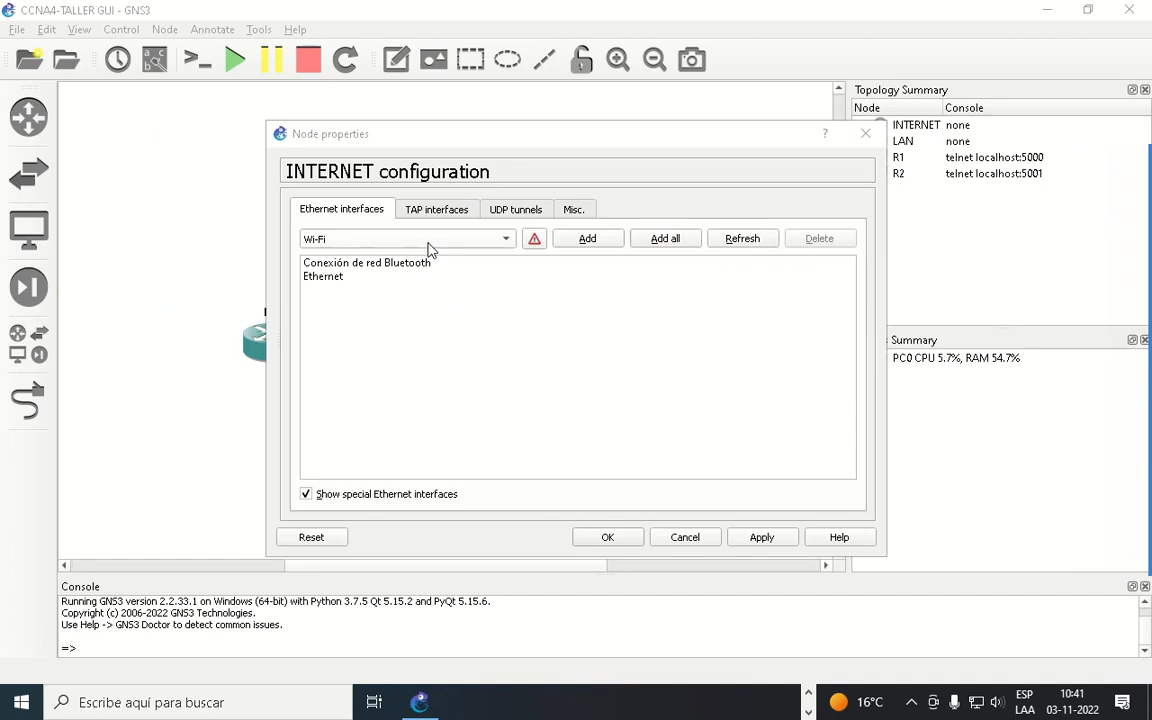 CCNA4-TALLER GUI - GNS3
File Edit View Control Node Annotate Tools Help
Topology Summary
Node Console
INTERNET none
LAN none
R1 telnet localhost:5000
R2 telnet localhost:5001
Node properties
?
INTERNET configuration
Ethernet interfaces TAP interfaces UDP tunnels Misc.
Wi-Fi Add Add all Refresh Delete
Conexión de red Bluetooth
Ethernet
Show special Ethernet interfaces
Reset OK Cancel Apply Help
Summary
PC0 CPU 5.7%, RAM 54.7%
Console
Running GNS3 version 2.2.33.1 on Windows (64-bit) with Python 3.7.5 Qt 5.15.2 and PyQt 5.15.6.
Copyright (c) 2006-2022 GNS3 Technologies.
Use Help -> GNS3 Doctor to detect common issues.
=>
Escribe aquí para buscar
16°C
ESP
LAA
10:41
03-11-2022